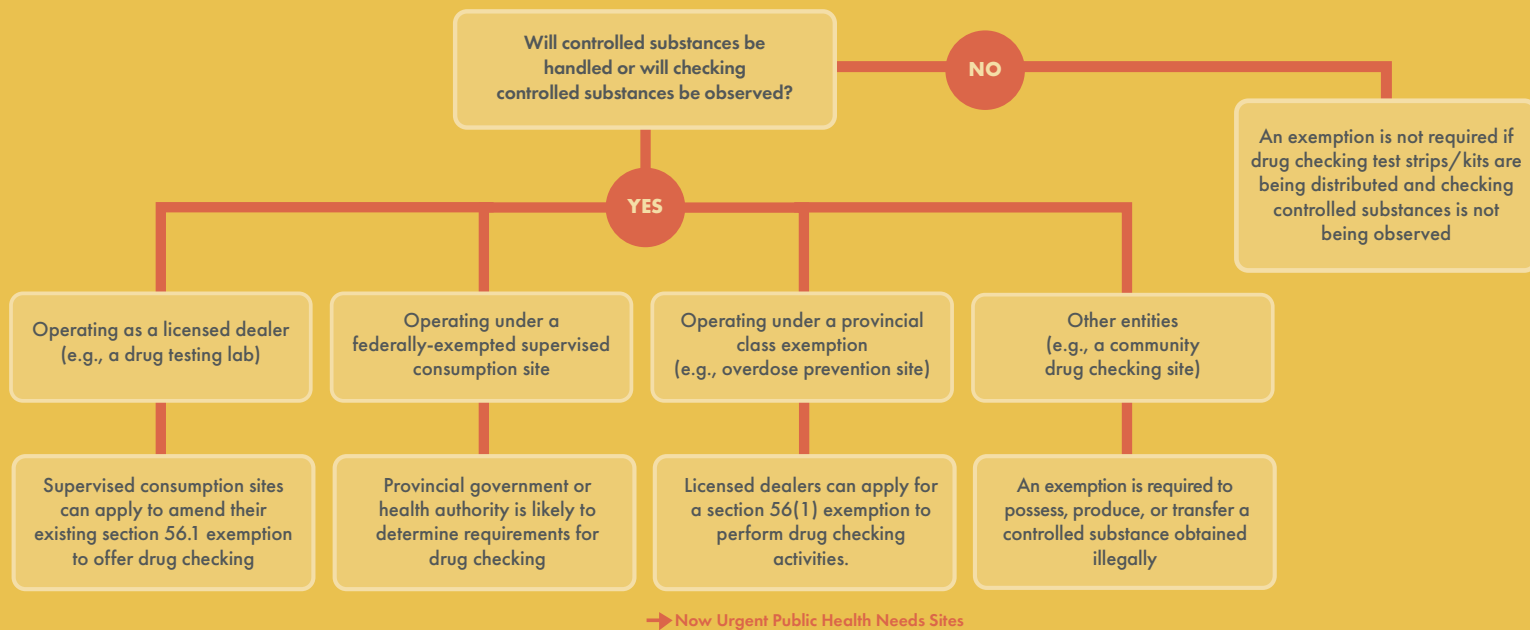 Will controlled substances be
handled or will checking
controlled substances be observed?
NO
An exemption is not required if
drug checking test strips/kits are
being distributed and checking
controlled substances is not
being observed
YES
Operating as a licensed dealer
(e.g., a drug testing lab)
Operating under a
federally-exempted supervised
consumption site
Operating under a provincial
class exemption
(e.g., overdose prevention site)
Other entities
(e.g., a community
drug checking site)
Supervised consumption sites
can apply to amend their
existing section 56.1 exemption
to offer drug checking
Provincial government or
health authority is likely to
determine requirements for
drug checking
Licensed dealers can apply for
a section 56(1) exemption to
perform drug checking
activities.
An exemption is required to
possess, produce, or transfer a
controlled substance obtained
illegally
Now Urgent Public Health Needs Sites